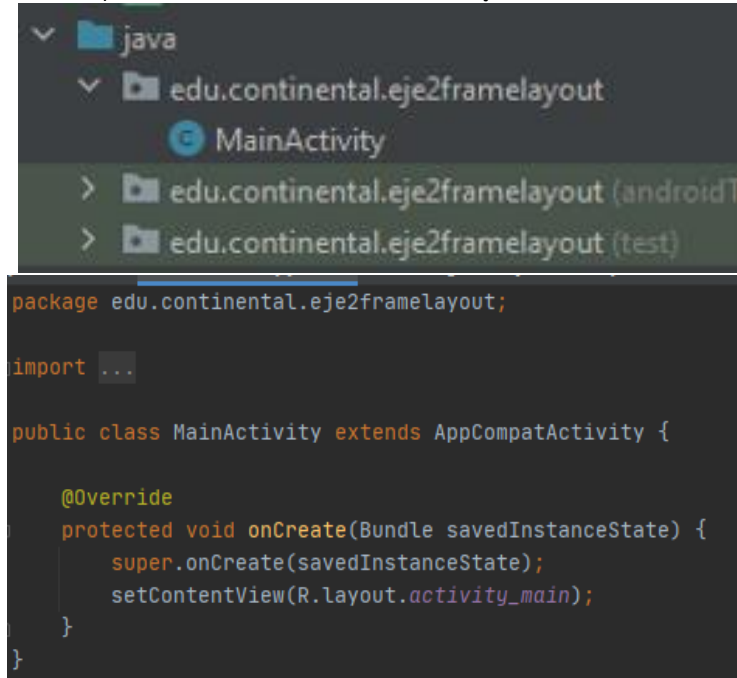 java
edu.continental.eje2framelayout
MainActivity
edu.continental.eje2framelayout (androidT
edu.continental.eje2framelayout (test)
package edu.continental.eje2framelayout;
import ...
public class MainActivity extends AppCompatActivity {
@Override
protected void onCreate(Bundle savedInstanceState) {
super.onCreate(savedInstanceState);
setContentView(R.layout.activity_main);
}
}